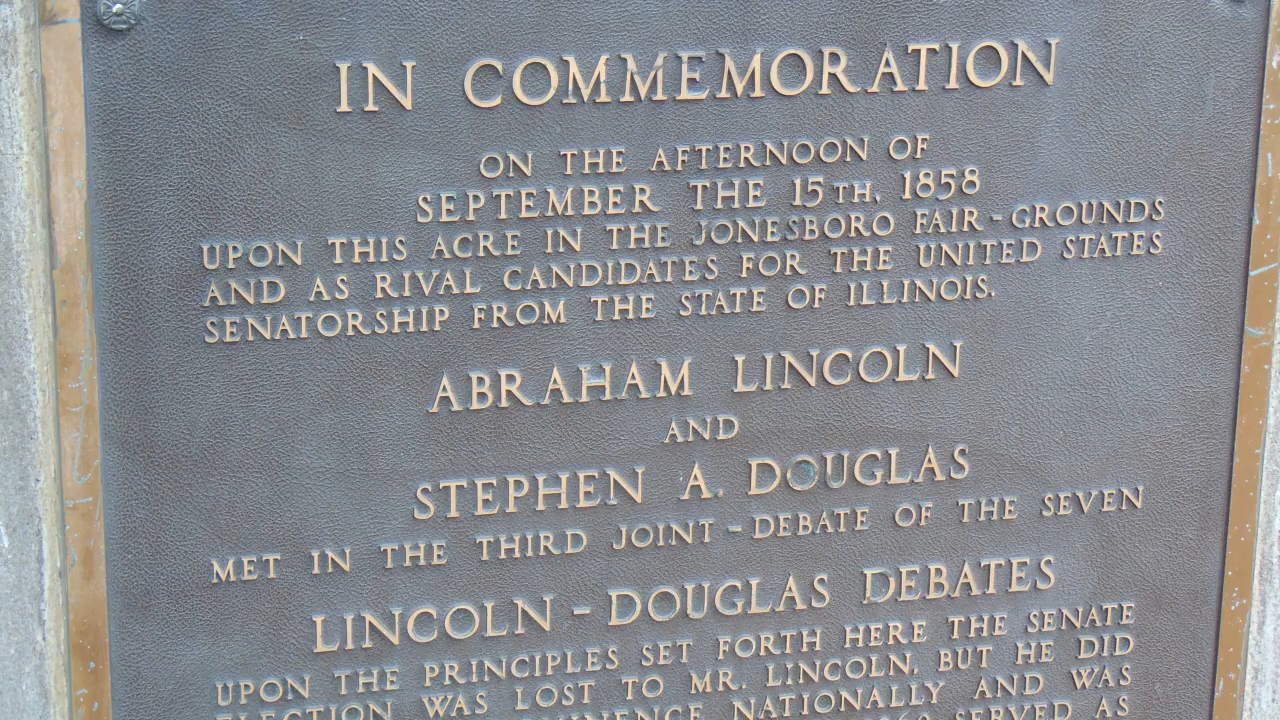 IN COMMEMORATION
ON THE AFTERNOON OF
SEPTEMBER THE 15TH, 1858
UPON THIS ACRE IN THE JONESBORO FAIR-GROUNDS
AND AS RIVAL CANDIDATES FOR THE UNITED STATES
SENATORSHIP FROM THE STATE OF ILLINOIS.
ABRAHAM LINCOLN
AND
STEPHEN A. DOUGLAS
MET IN THE THIRD JOINT-DEBATE OF THE SEVEN
LINCOLN-DOUGLAS DEBATES
UPON THE PRINCIPLES SET FORTH HERE THE SENATE
ELECTION WAS LOST TO MR. LINCOLN, BUT HE DID
NATIONALLY AND WAS
SERVED AS